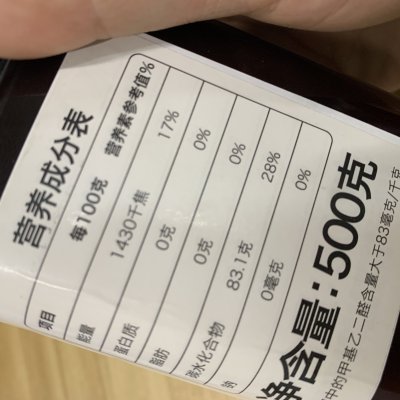 营养成分表
项目 每100克 营养素参考值%
能量 1430千焦 17%
蛋白质 0克 0%
脂肪 0克 0%
碳水化合物 83.1克 28%
钠 0毫克 0%
净含量:500克
中的甲基乙二醛含量大于83毫克/千克